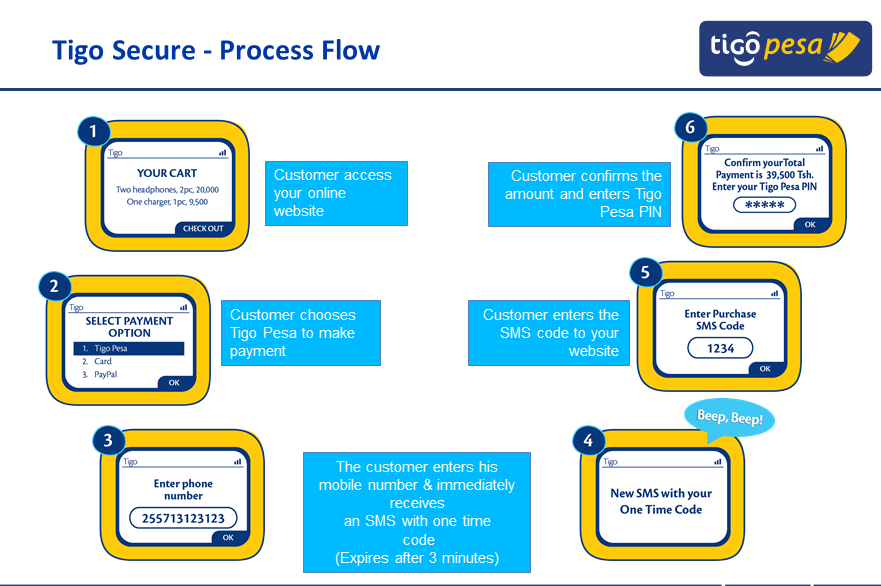 Tigo Secure - Process Flow
tigo pesa
1
Tigo
YOUR CART
Two headphones, 2pc, 20,000
One charger, 1pc, 9,500
CHECK OUT
Customer access
your online
website
2
Tigo
SELECT PAYMENT
OPTION
1. Tigo Pesa
2. Card
3. PayPal
OK
Customer chooses
Tigo Pesa to make
payment
3
Tigo
Enter phone
number
255713123123
OK
The customer enters his
mobile number & immediately
receives
an SMS with one time
code
(Expires after 3 minutes)
4
Beep, Beep!
Tigo
New SMS with your
One Time Code
5
Tigo
Enter Purchase
SMS Code
1234
OK
Customer enters the
SMS code to your
website
6
Tigo
Confirm yourTotal
Payment is 39,500 Tsh.
Enter your Tigo Pesa PIN
*****
OK
Customer confirms the
amount and enters Tigo
Pesa PIN